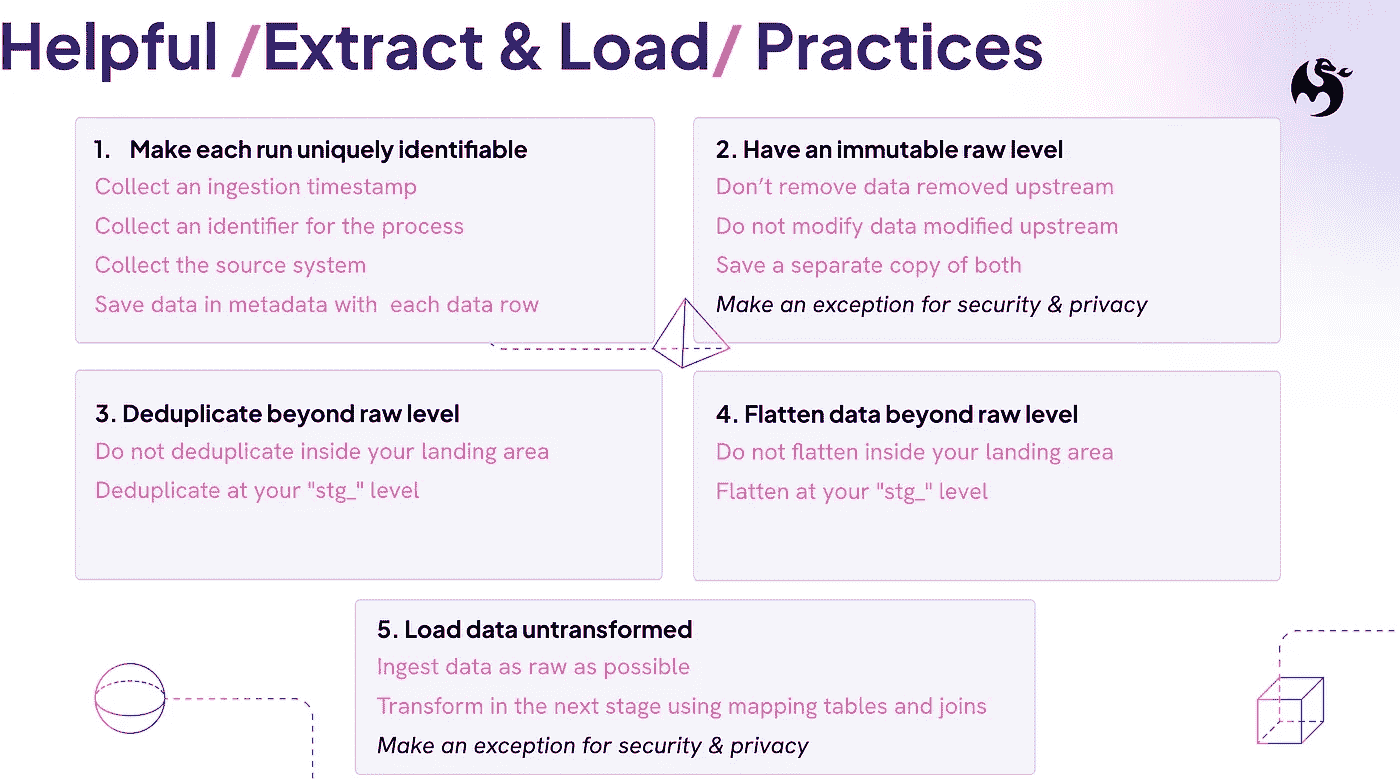 Helpful /Extract & Load/ Practices
1. Make each run uniquely identifiable
Collect an ingestion timestamp
Collect an identifier for the process
Collect the source system
Save data in metadata with each data row
2. Have an immutable raw level
Don’t remove data removed upstream
Do not modify data modified upstream
Save a separate copy of both
Make an exception for security & privacy
3. Deduplicate beyond raw level
Do not deduplicate inside your landing area
Deduplicate at your "stg_" level
4. Flatten data beyond raw level
Do not flatten inside your landing area
Flatten at your "stg_" level
5. Load data untransformed
Ingest data as raw as possible
Transform in the next stage using mapping tables and joins
Make an exception for security & privacy